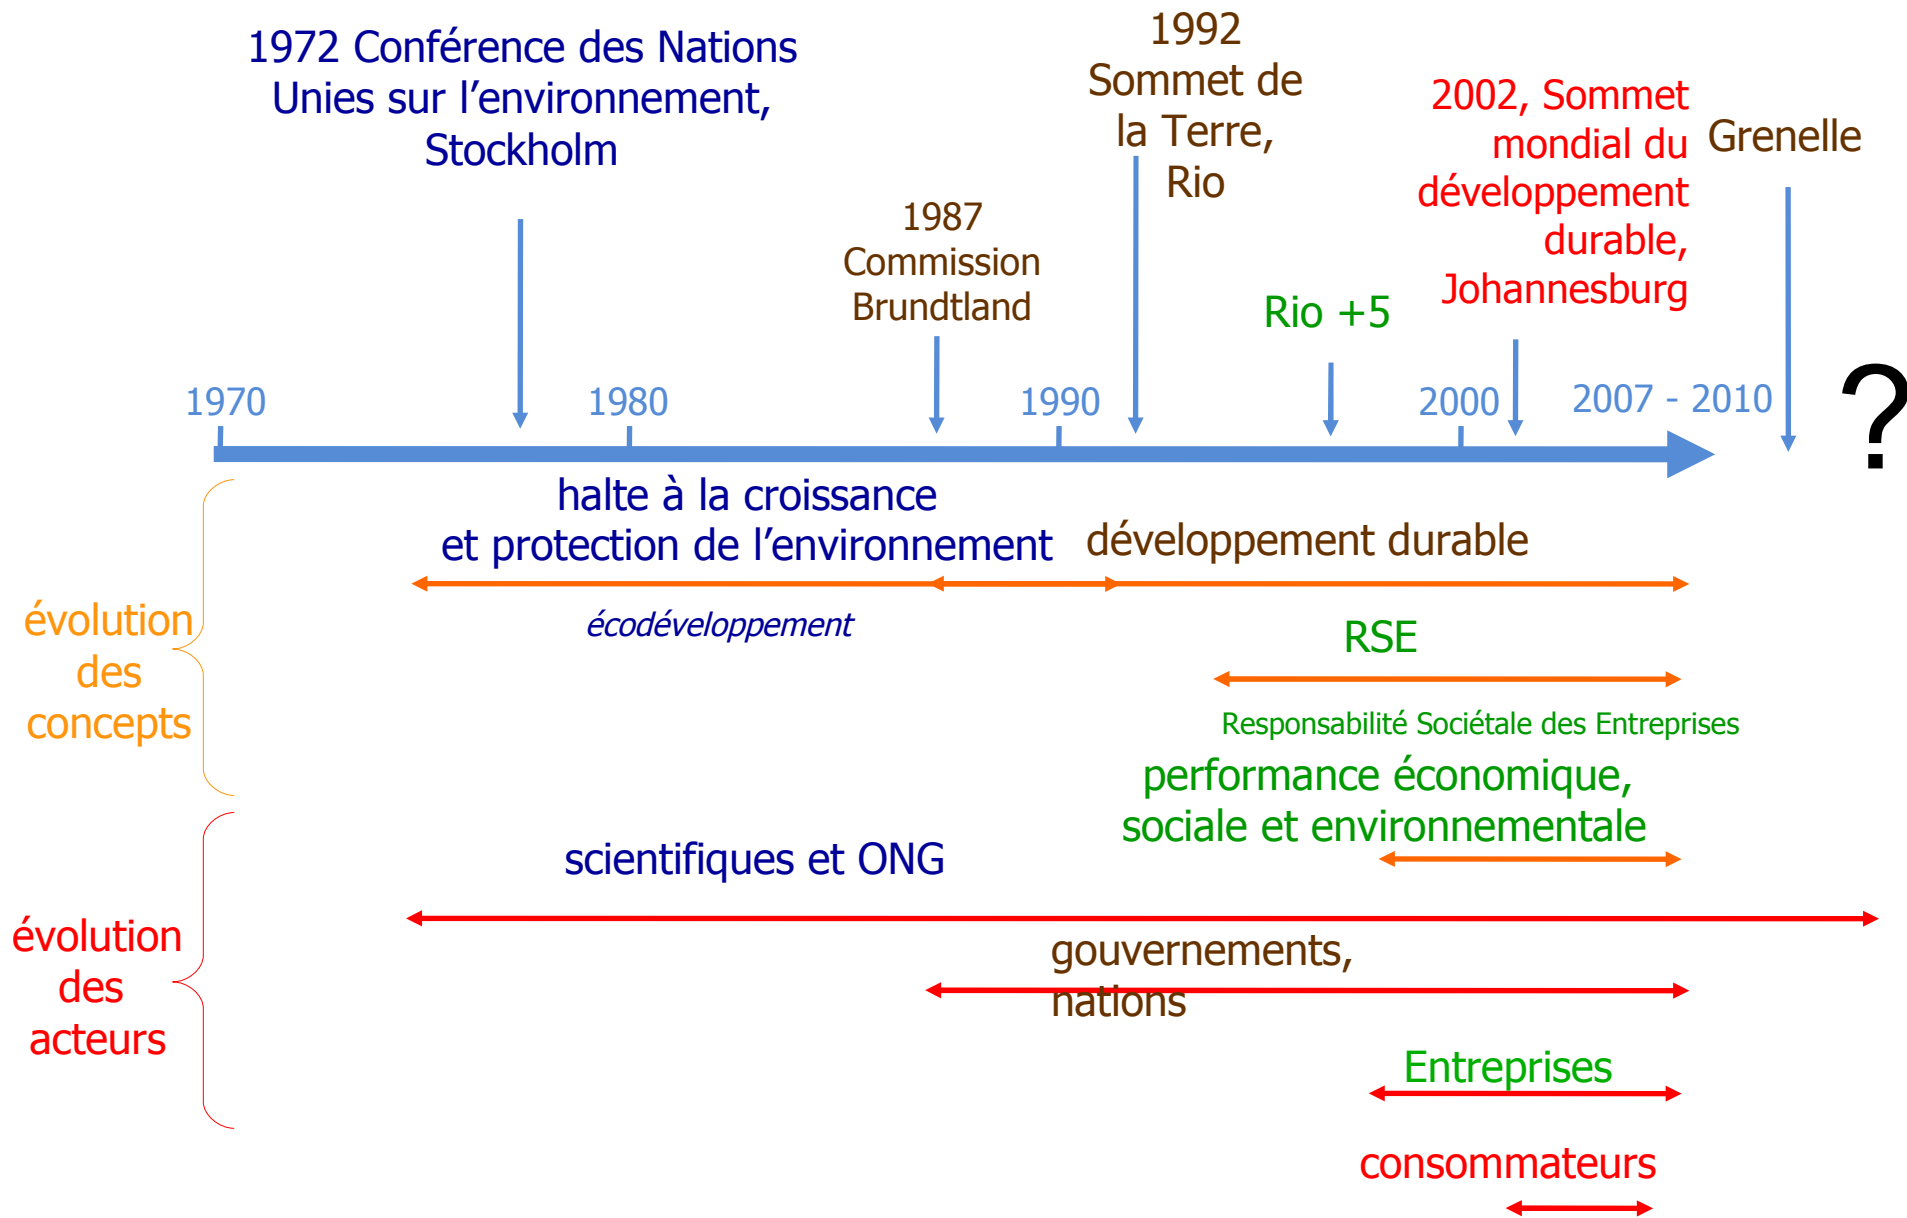 1972 Conférence des Nations
Unies sur l’environnement,
Stockholm
1987
Commission
Brundtland
1992
Sommet de
la Terre,
Rio
Rio +5
2002, Sommet
mondial du
développement
durable,
Johannesburg
Grenelle
1970
1980
1990
2000
2007 - 2010
?
halte à la croissance
et protection de l’environnement
développement durable
écodéveloppement
évolution
des
concepts
RSE
Responsabilité Sociétale des Entreprises
performance économique,
sociale et environnementale
scientifiques et ONG
évolution
des
acteurs
gouvernements,
nations
Entreprises
consommateurs